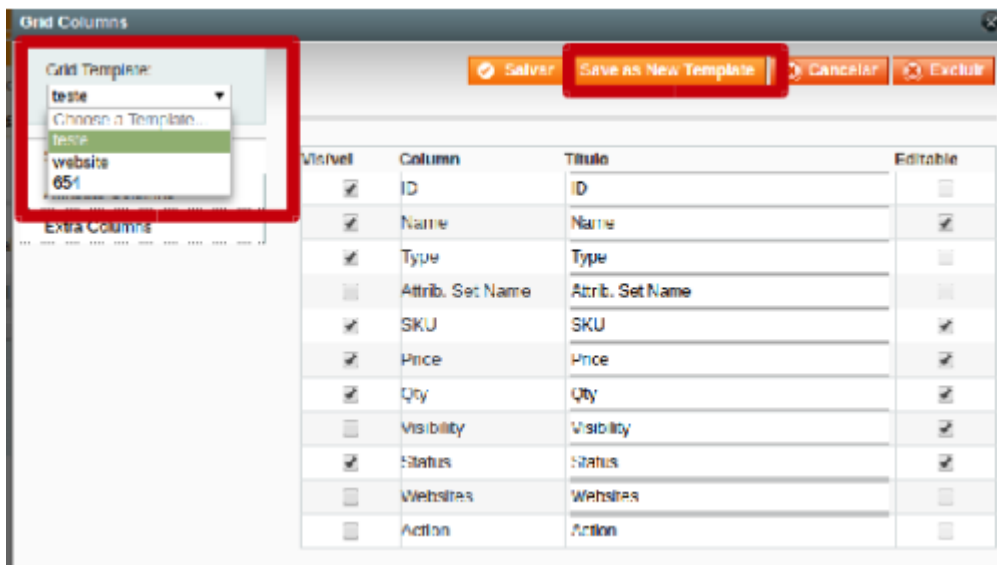 Grid Columns
Grid Template:
teste
Choose a Template...
teste
website
654
Extra Columns
Salvar
Save as New Template
Cancelar
Excluir
Visível Column Título Editable
ID ID
Name Name
Type Type
Attrib. Set Name Attrib. Set Name
SKU SKU
Price Price
Qty Qty
Visibility Visibility
Status Status
Websites Websites
Action Action